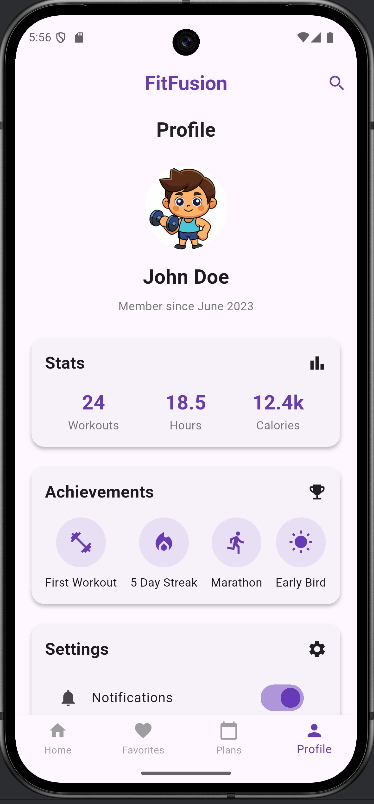 5:56
FitFusion
Profile
John Doe
Member since June 2023
Stats
24 18.5 12.4k
Workouts Hours Calories
Achievements
First Workout 5 Day Streak Marathon Early Bird
Settings
Notifications
Home Favorites Plans Profile